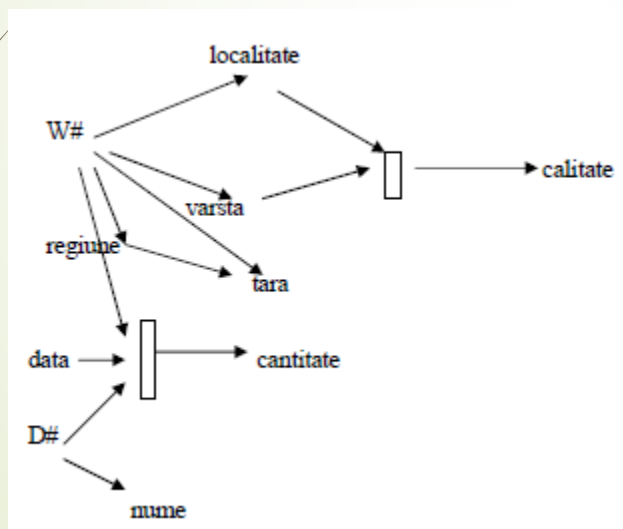 localitate
W#
calitate
varsta
regiune
tara
data
cantitate
D#
nume